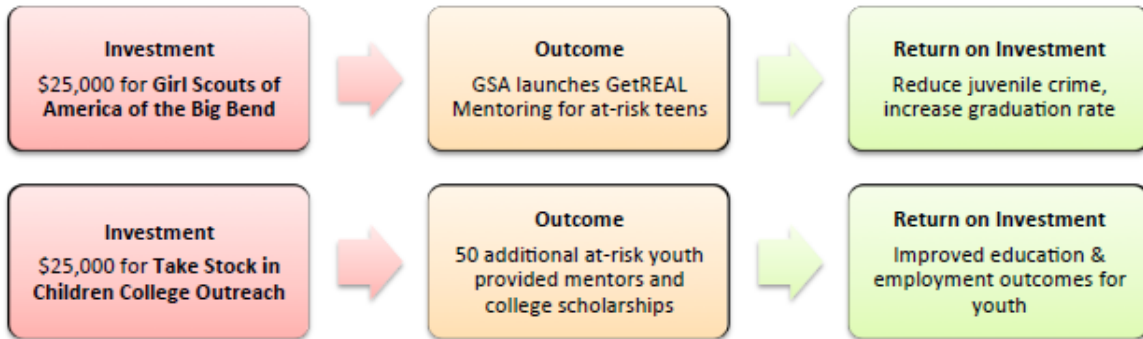 Investment
$25,000 for Girl Scouts of
America of the Big Bend
Outcome
GSA launches GetREAL
Mentoring for at-risk teens
Return on Investment
Reduce juvenile crime,
increase graduation rate
Investment
$25,000 for Take Stock in
Children College Outreach
Outcome
50 additional at-risk youth
provided mentors and
college scholarships
Return on Investment
Improved education &
employment outcomes for
youth